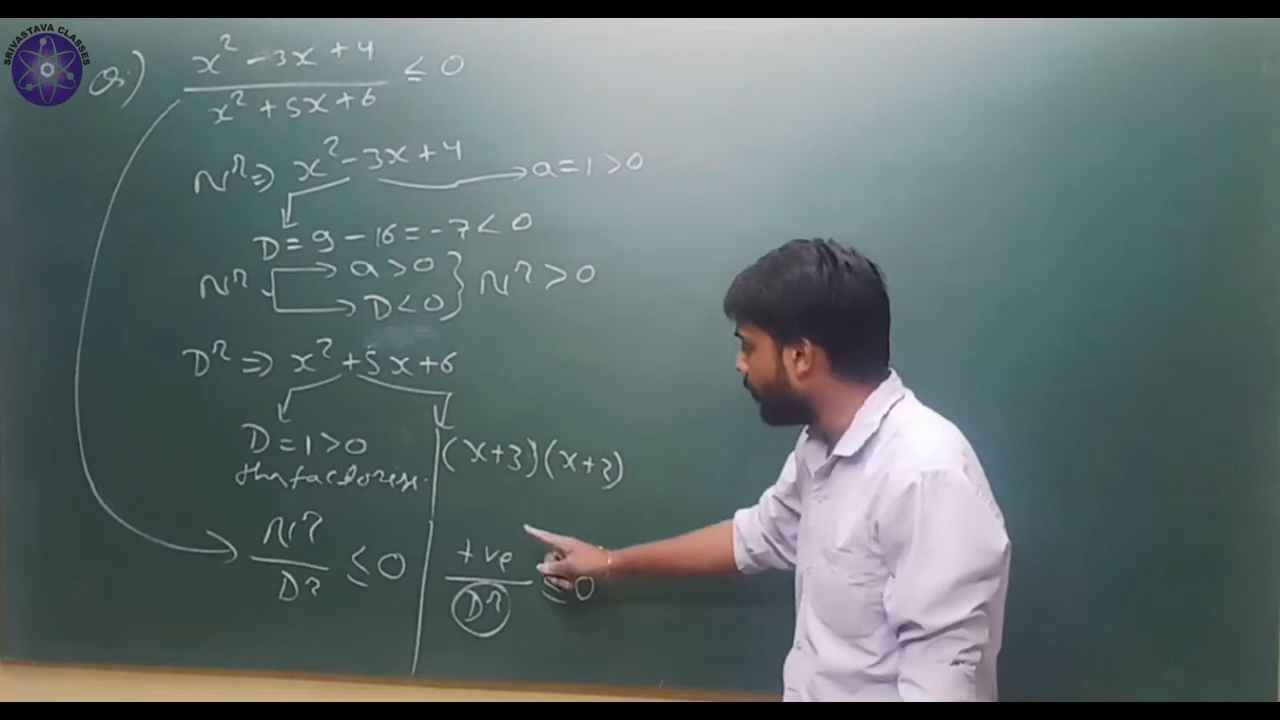 SRIVASTAVA CLASSES
Q.) x² - 3x + 4 / x² + 5x + 6 ≤ 0
Nʳ ⇒ x² - 3x + 4 → a = 1 > 0
D = 9 - 16 = -7 < 0
Nʳ → a > 0 } Nʳ > 0
→ D < 0
Dʳ ⇒ x² + 5x + 6
D = 1 > 0 (x+3)(x+2)
Nʳ / Dʳ ≤ 0
+ve / Dʳ ≤ 0